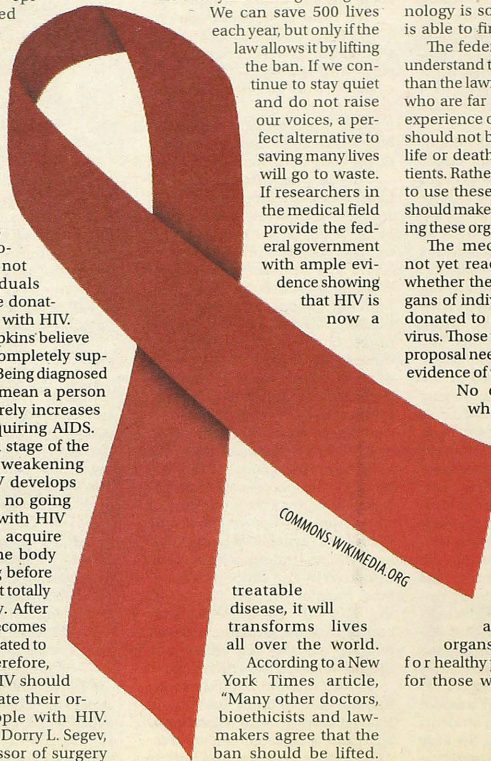 o-
not
duals
e donat-
with HIV.
pkins believe
ompletely sup-
Being diagnosed
mean a person
rely increases
quiring AIDS.
stage of the
weakening
V develops
no going
with HIV
acquire
he body
g before
t totally
y. After
ecomes
ated to
erefore,
IV should
ate their or-
ople with HIV.
Dorry L. Segev,
ssor of surgery
We can save 500 lives
each year, but only if the
law allows it by lifting
the ban. If we con-
tinue to stay quiet
and do not raise
our voices, a per-
fect alternative to
saving many lives
will go to waste.
If researchers in
the medical field
provide the fed-
eral government
with ample evi-
dence showing
that HIV is
now a
COMMONS.WIKIMEDIA.ORG
treatable
disease, it will
transforms lives
all over the world.
According to a New
York Times article,
“Many other doctors,
bioethicists and law-
makers agree that the
ban should be lifted.
nology is sc
is able to fi
The fede
understand t
than the law
who are far
experience o
should not b
life or death
tients. Rathe
to use these
should make
ing these org
The med
not yet read
whether the
gans of indi
donated to
virus. Those
proposal nee
evidence of
No
wh
a
organs
for healthy
for those w